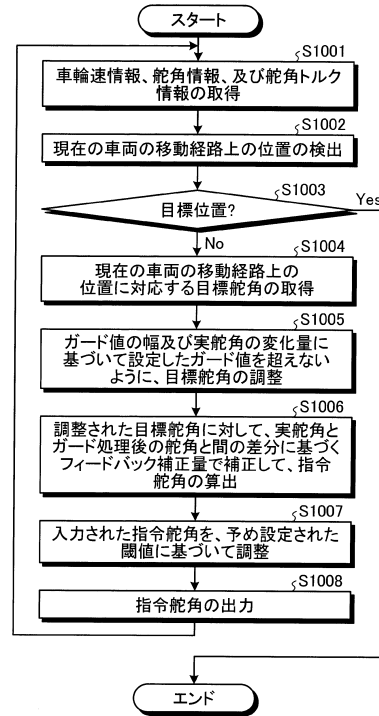 スタート
S1001
車輪速情報、舵角情報、及び舵角トルク
情報の取得
S1002
現在の車両の移動経路上の位置の検出
S1003
目標位置?
Yes
No
S1004
現在の車両の移動経路上の
位置に対応する目標舵角の取得
S1005
ガード値の幅及び実舵角の変化量に
基づいて設定したガード値を超えない
ように、目標舵角の調整
S1006
調整された目標舵角に対して、実舵角と
ガード処理後の舵角と間の差分に基づく
フィードバック補正量で補正して、指令
舵角の算出
S1007
入力された指令舵角を、予め設定された
閾値に基づいて調整
S1008
指令舵角の出力
エンド